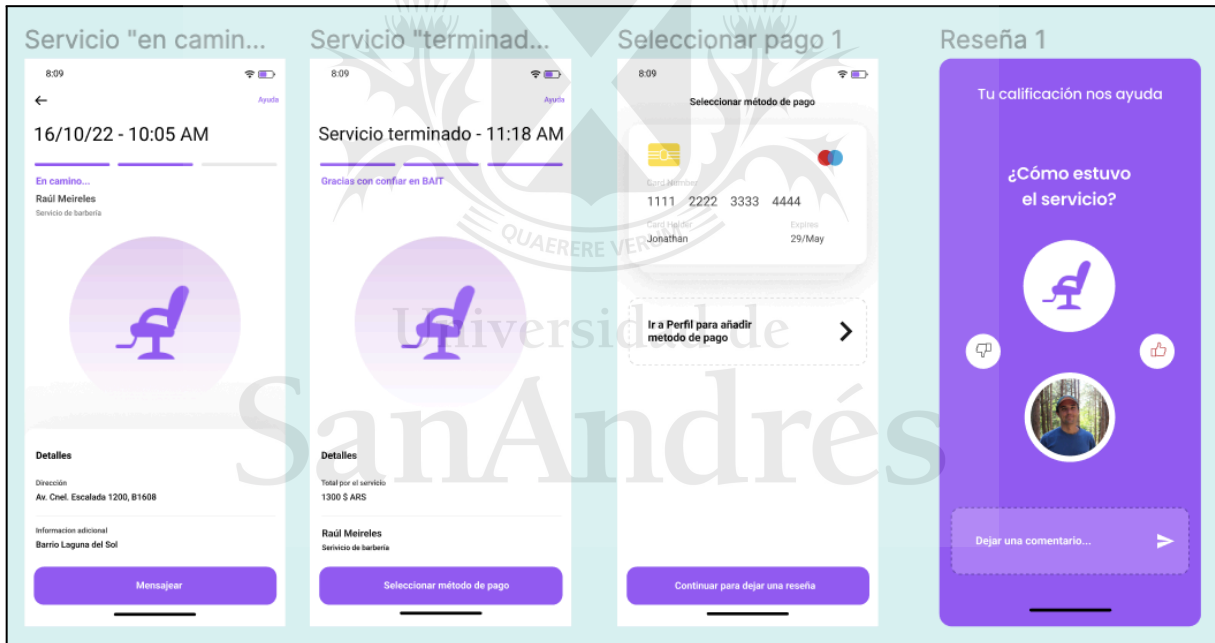 Servicio "en camin...
8:09
Ayuda
16/10/22 - 10:05 AM
En camino...
Raúl Meireles
Servicio de barbería
Detalles
Dirección
Av. Cnel. Escalada 1200, B1608
Informacion adicional
Barrio Laguna del Sol
Mensajear
Servicio "terminad...
8:09
Ayuda
Servicio terminado - 11:18 AM
Gracias con confiar en BAIT
Detalles
Total por el servicio
1300 $ ARS
Raúl Meireles
Serivicio de barbería
Seleccionar método de pago
Seleccionar pago 1
8:09
Seleccionar método de pago
Card Number
1111 2222 3333 4444
Card Holder
Expires
Jonathan
29/May
Ir a Perfil para añadir
metodo de pago
Continuar para dejar una reseña
Reseña 1
Tu calificación nos ayuda
¿Cómo estuvo
el servicio?
Dejar una comentario...
QUAERERE VERUM
Universidad de
SanAndrés